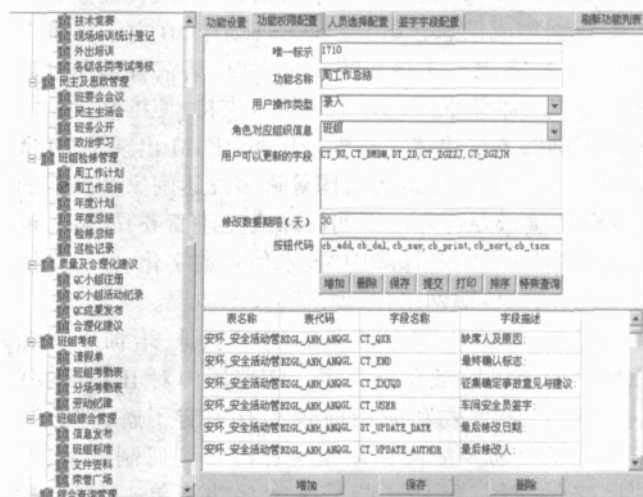 技术竞赛
现场培训统计登记
外出培训
各级各类考试考核
民主及思政管理
班委会会议
民主生活会
班务公开
政治学习
班组检修管理
周工作计划
周工作总结
年度计划
年度总结
检修总结
巡检记录
质量及合理化建议
QC小组注册
QC小组活动纪录
QC成果发布
合理化建议
班组考核
请假单
班组考勤表
分场考勤表
劳动纪律
班组综合管理
信息发布
班组标准
文件资料
荣誉广场
综合查询管理
功能设置 功能权限配置 人员选择配置 签字字段配置 刷新功能列表
唯一标示 1710
功能名称 周工作总结
用户操作类型 录入
角色对应组织信息 班组
用户可以更新的字段 CT_BZ,CT_BMBM,DT_ZD,CT_ZGZZJ,CT_ZGZJH
修改数据期限(天) 30
按钮代码 cb_add,cb_del,cb_sav,cb_print,cb_sort,cb_tscx
增加 删除 保存 提交 打印 排序 特殊查询
表名称 表代码 字段名称 字段描述
安环_安全活动管 BZGL_ANH_ANQGL CT_QXR 缺席人及原因:
安环_安全活动管 BZGL_ANH_ANQGL CT_END 最终确认标志:
安环_安全活动管 BZGL_ANH_ANQGL CT_ZHJQD 征集确定事故意见与建议:
安环_安全活动管 BZGL_ANH_ANQGL CT_USER 车间安全员签字:
安环_安全活动管 BZGL_ANH_ANQGL DT_UPDATE_DATE 最后修改日期:
安环_安全活动管 BZGL_ANH_ANQGL CT_UPDATE_AUTHOR 最后修改人:
增加 保存 删除